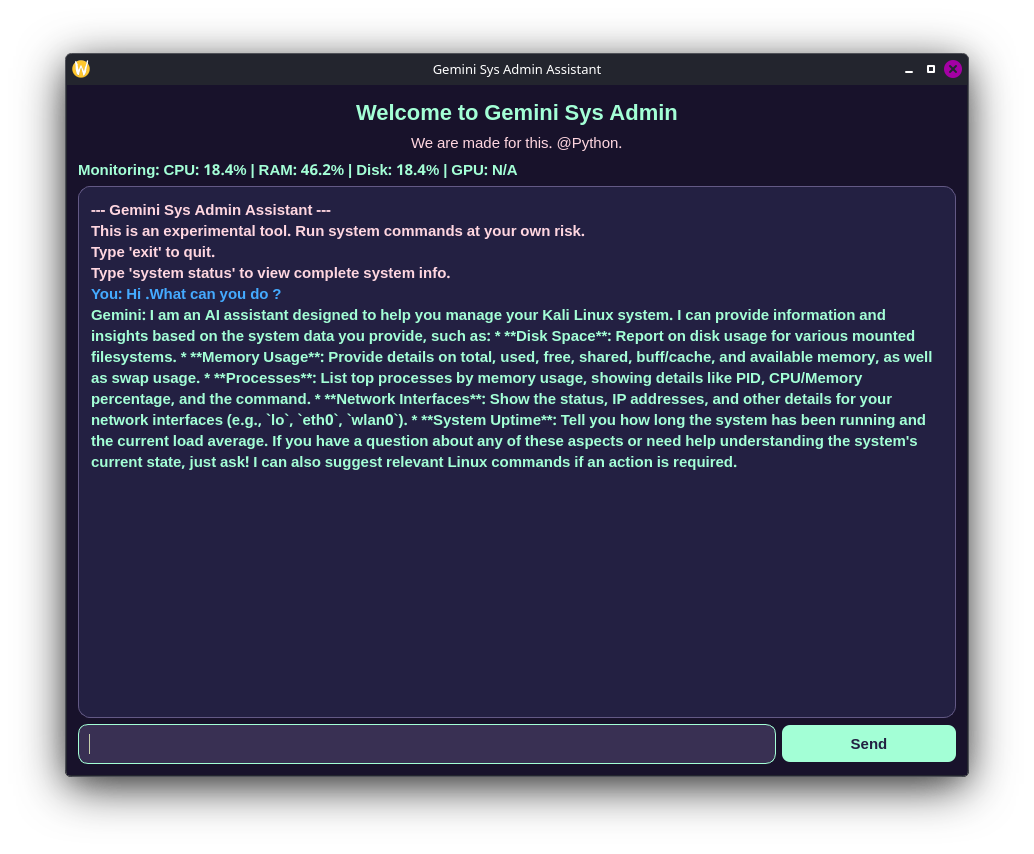 Gemini Sys Admin Assistant
Welcome to Gemini Sys Admin
We are made for this. @Python.
Monitoring: CPU: 18.4% | RAM: 46.2% | Disk: 18.4% | GPU: N/A
--- Gemini Sys Admin Assistant ---
This is an experimental tool. Run system commands at your own risk.
Type 'exit' to quit.
Type 'system status' to view complete system info.
You: Hi .What can you do ?
Gemini: I am an AI assistant designed to help you manage your Kali Linux system. I can provide information and
insights based on the system data you provide, such as: * **Disk Space**: Report on disk usage for various mounted
filesystems. * **Memory Usage**: Provide details on total, used, free, shared, buff/cache, and available memory, as well
as swap usage. * **Processes**: List top processes by memory usage, showing details like PID, CPU/Memory
percentage, and the command. * **Network Interfaces**: Show the status, IP addresses, and other details for your
network interfaces (e.g., `lo`, `eth0`, `wlan0`). * **System Uptime**: Tell you how long the system has been running and
the current load average. If you have a question about any of these aspects or need help understanding the system's
current state, just ask! I can also suggest relevant Linux commands if an action is required.
Send